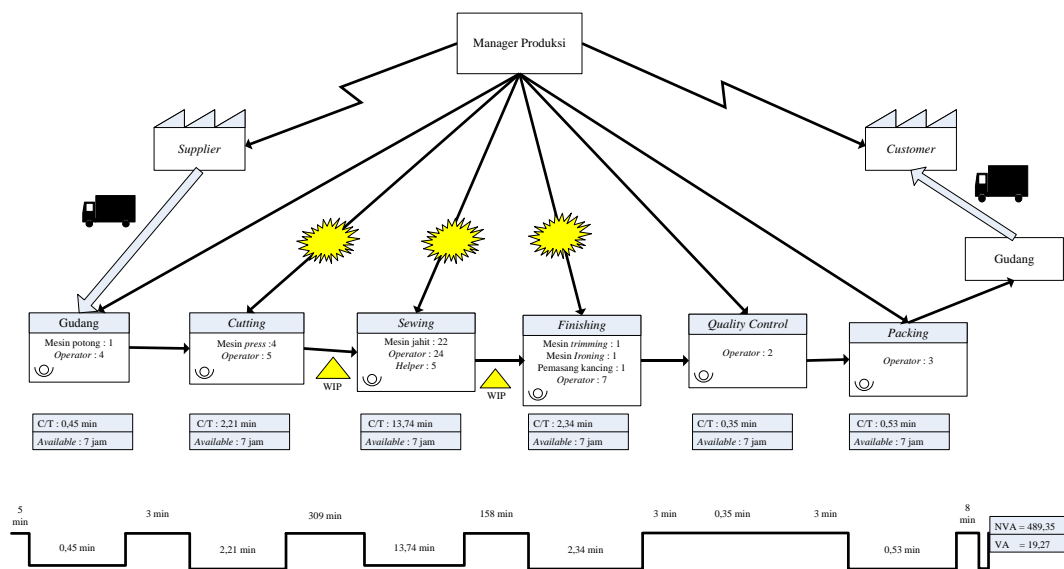 Manager Produksi
Supplier
Customer
Gudang
Gudang
Mesin potong : 1
Operator : 4
Cutting
Mesin press :4
Operator : 5
WIP
Sewing
Mesin jahit : 22
Operator : 24
Helper : 5
WIP
Finishing
Mesin trimming : 1
Mesin Ironing : 1
Pemasang kancing : 1
Operator : 7
Quality Control
Operator : 2
Packing
Operator : 3
C/T : 0,45 min
Available : 7 jam
C/T : 2,21 min
Available : 7 jam
C/T : 13,74 min
Available : 7 jam
C/T : 2,34 min
Available : 7 jam
C/T : 0,35 min
Available : 7 jam
C/T : 0,53 min
Available : 7 jam
5
min
0,45 min
3 min
2,21 min
309 min
13,74 min
158 min
2,34 min
3 min
0,35 min
3 min
0,53 min
8
min
NVA = 489,35
VA = 19,27